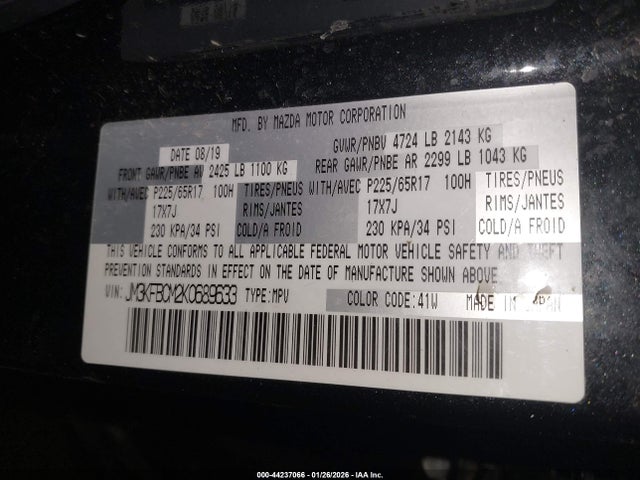 MFD. BY MAZDA MOTOR CORPORATION
DATE 08/19 GVWR/PNBV 4724 LB 2143 KG
FRONT GAWR/PNBE AV 2425 LB 1100 KG REAR GAWR/PNBE AR 2299 LB 1043 KG
WITH/AVEC P225/65R17 100H TIRES/PNEUS WITH/AVEC P225/65R17 100H TIRES/PNEUS
17X7J RIMS/JANTES 17X7J RIMS/JANTES
230 KPA/34 PSI COLD/A FROID 230 KPA/34 PSI COLD/A FROID
THIS VEHICLE CONFORMS TO ALL APPLICABLE FEDERAL MOTOR VEHICLE SAFETY AND THEFT
PREVENTION STANDARDS IN EFFECT ON THE DATE OF MANUFACTURE SHOWN ABOVE
VIN: JM3KFBCM2K0689633 TYPE:MPV COLOR CODE:41W MADE IN JAPAN
000-44237066 - 01/26/2026 - IAA Inc.